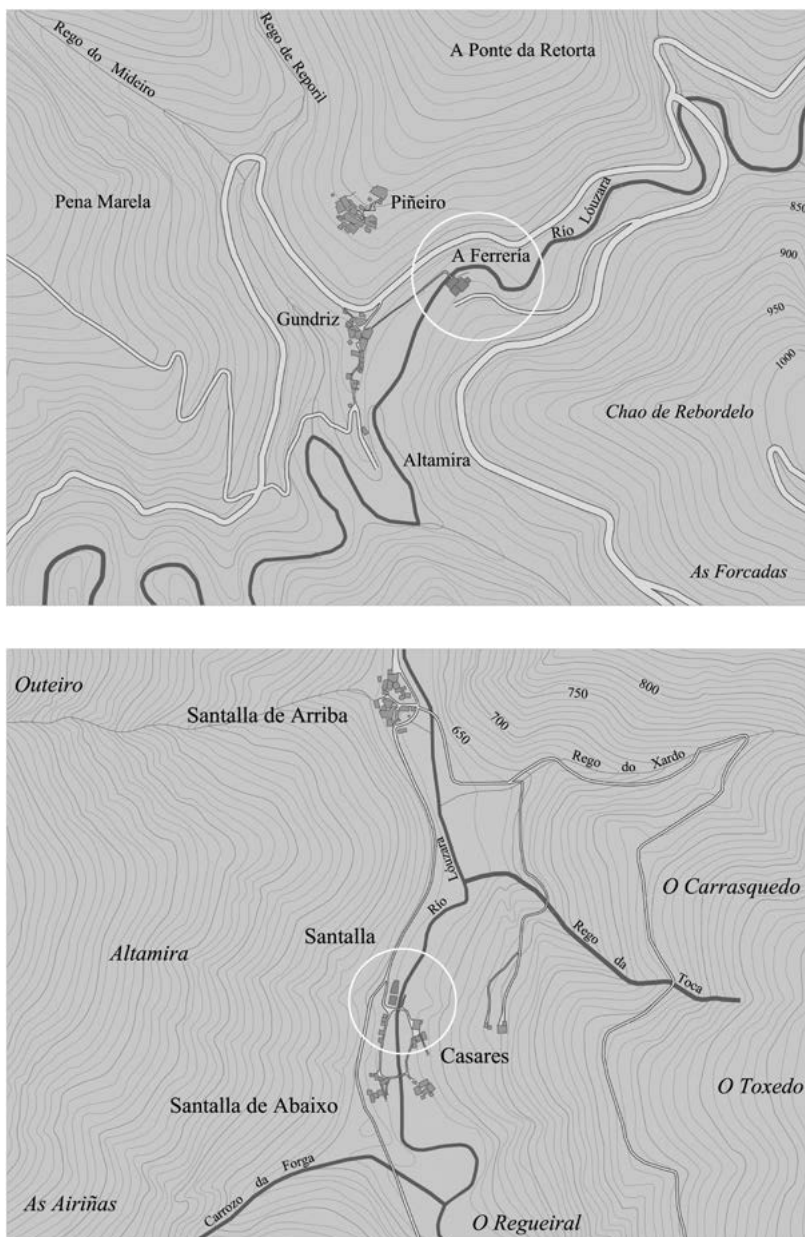 Rego do Mideiro
Rego de Reporil
A Ponte da Retorta
Pena Marela
Piñeiro
Río Lóuzara
A Ferrería
Gundriz
850
900
950
1000
Chao de Rebordelo
Altamira
As Forcadas
Outeiro
Santalla de Arriba
650
700
750
800
Rego do Xardo
Río Lóuzara
O Carrasquedo
Santalla
Altamira
Rego da Toca
Casares
O Toxedo
Santalla de Abaixo
Carrozo da Forga
As Airiñas
O Regueiral